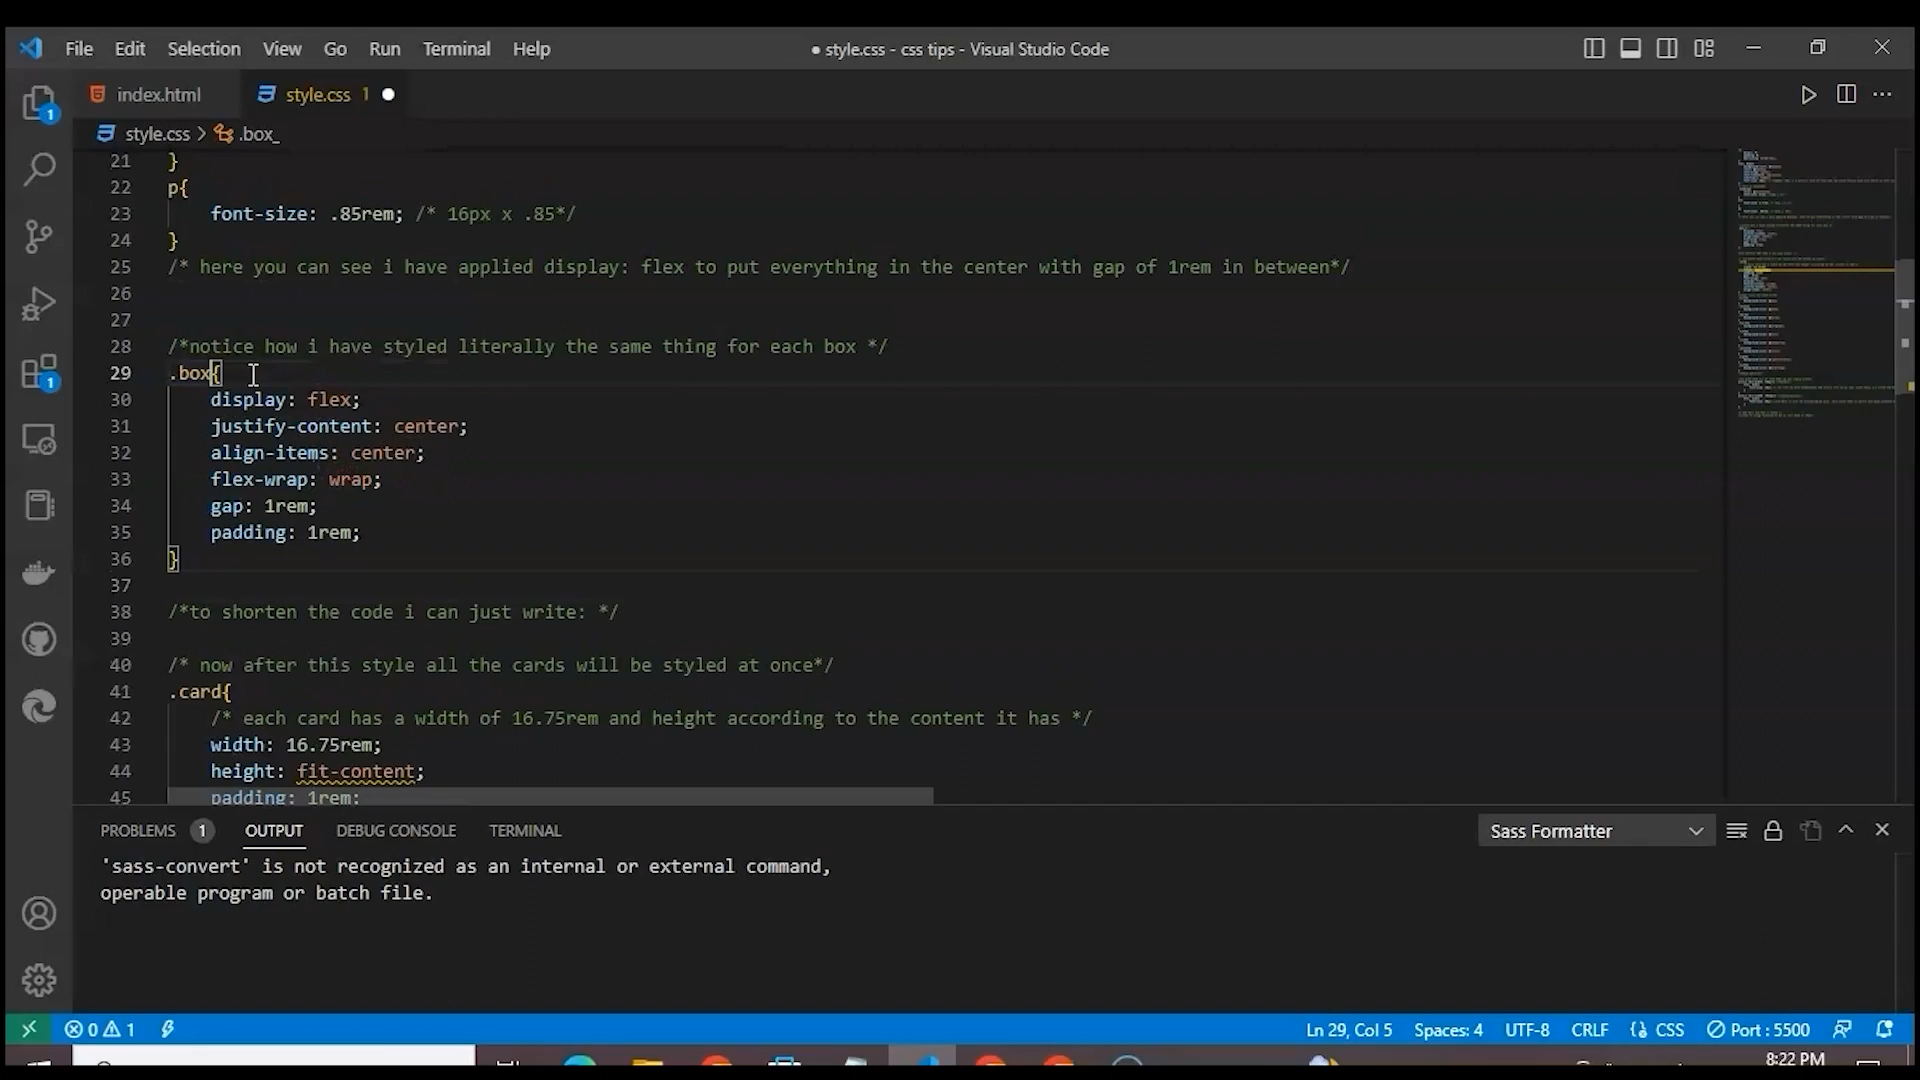 File Edit Selection View Go Run Terminal Help
● style.css - css tips - Visual Studio Code
index.html
style.css 1
style.css > .box_
21 }
22 p{
23 font-size: .85rem; /* 16px x .85*/
24 }
25 /* here you can see i have applied display: flex to put everything in the center with gap of 1rem in between*/
26
27
28 /*notice how i have styled literally the same thing for each box */
29 .box{
30 display: flex;
31 justify-content: center;
32 align-items: center;
33 flex-wrap: wrap;
34 gap: 1rem;
35 padding: 1rem;
36 }
37
38 /*to shorten the code i can just write: */
39
40 /* now after this style all the cards will be styled at once*/
41 .card{
42 /* each card has a width of 16.75rem and height according to the content it has */
43 width: 16.75rem;
44 height: fit-content;
45 padding: 1rem;
PROBLEMS 1 OUTPUT DEBUG CONSOLE TERMINAL
Sass Formatter
'sass-convert' is not recognized as an internal or external command,
operable program or batch file.
0 1
Ln 29, Col 5 Spaces: 4 UTF-8 CRLF CSS Port : 5500
8:22 PM
1
1